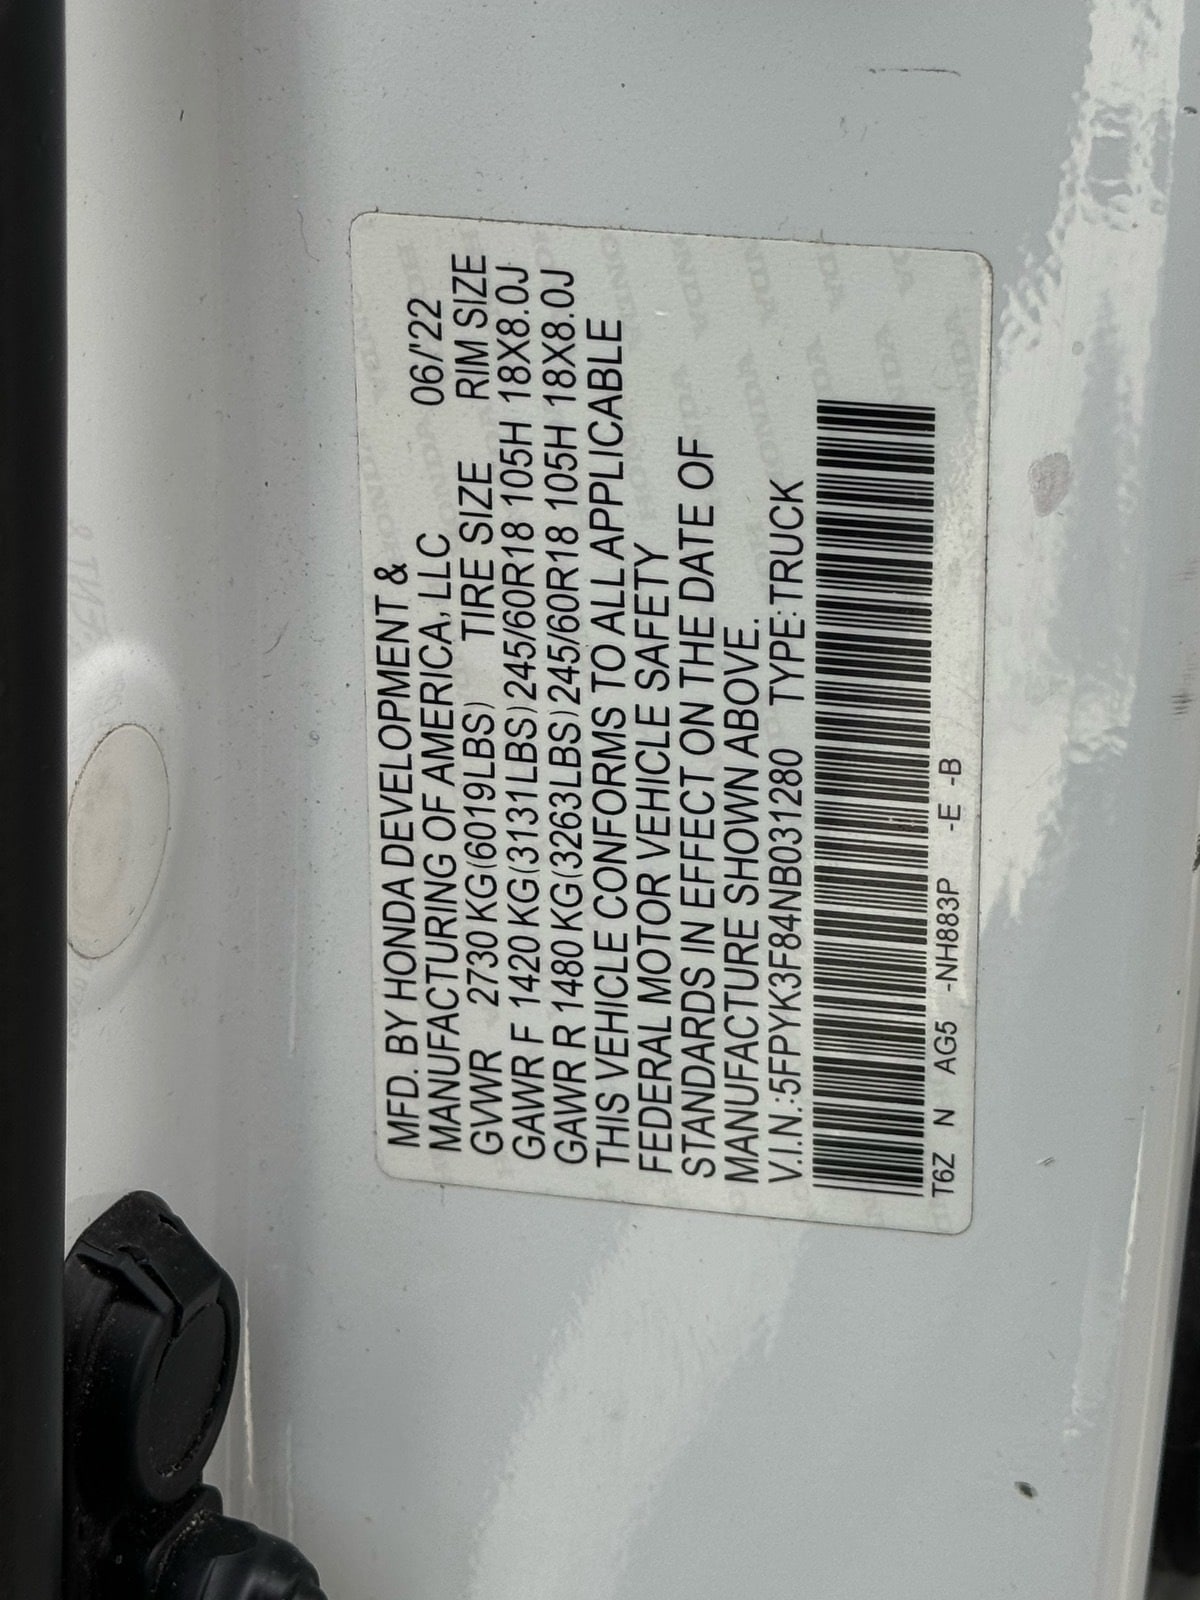 MFD. BY HONDA DEVELOPMENT &
MANUFACTURING OF AMERICA, LLC 06/'22
GVWR 2730 KG(6019LBS) TIRE SIZE RIM SIZE
GAWR F 1420 KG(3131LBS) 245/60R18 105H 18X8.0J
GAWR R 1480 KG(3263LBS) 245/60R18 105H 18X8.0J
THIS VEHICLE CONFORMS TO ALL APPLICABLE
FEDERAL MOTOR VEHICLE SAFETY
STANDARDS IN EFFECT ON THE DATE OF
MANUFACTURE SHOWN ABOVE.
V.I.N.:5FPYK3F84NB031280 TYPE: TRUCK
T6Z N AG5 -NH883P -E -B